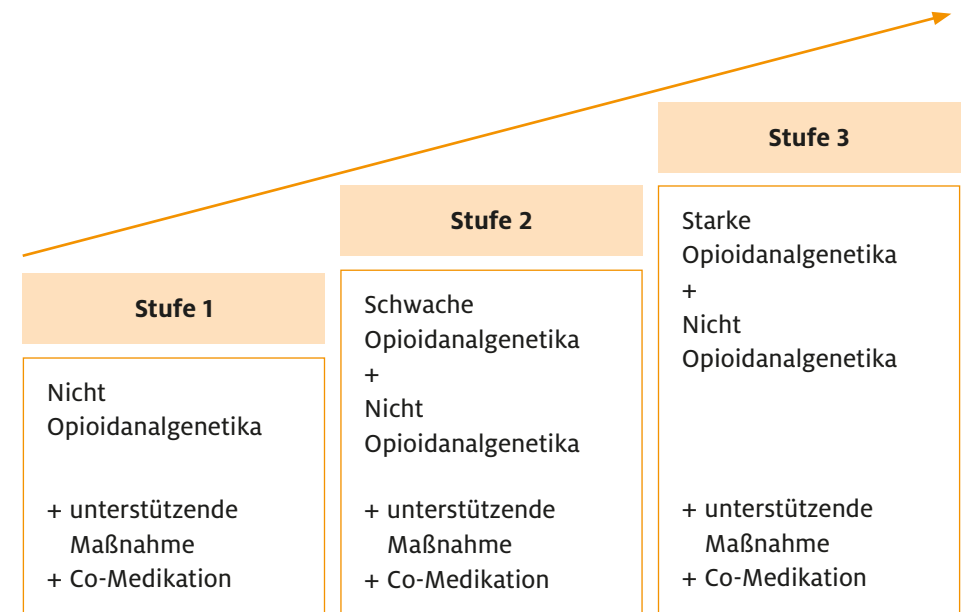 Stufe 1
Nicht
Opioidanalgenetika
+ unterstützende
Maßnahme
+ Co-Medikation
Stufe 2
Schwache
Opioidanalgenetika
+
Nicht
Opioidanalgenetika
+ unterstützende
Maßnahme
+ Co-Medikation
Stufe 3
Starke
Opioidanalgenetika
+
Nicht
Opioidanalgenetika
+ unterstützende
Maßnahme
+ Co-Medikation